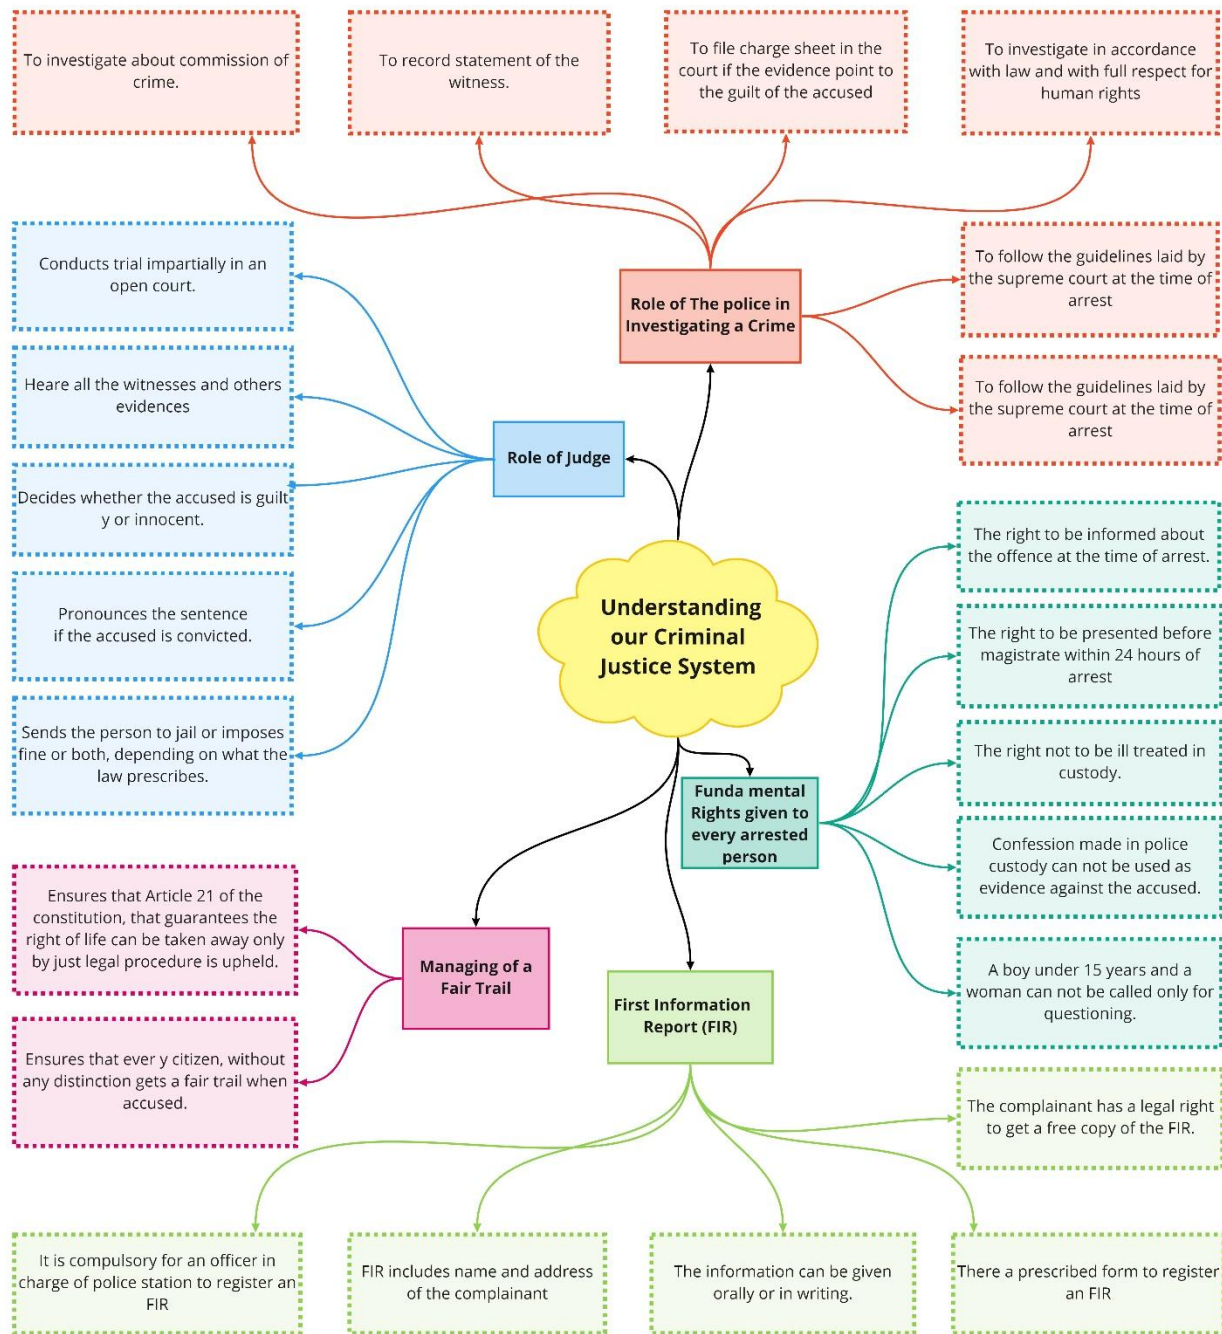 To investigate about commission of
crime.
To record statement of the
witness.
To file charge sheet in the
court if the evidence point to
the guilt of the accused
To investigate in accordance
with law and with full respect for
human rights
Role of The police in
Investigating a Crime
To follow the guidelines laid by
the supreme court at the time of
arrest
To follow the guidelines laid by
the supreme court at the time of
arrest
Conducts trial impartially in an
open court.
Heare all the witnesses and others
evidences
Decides whether the accused is guilt
y or innocent.
Pronounces the sentence
if the accused is convicted.
Sends the person to jail or imposes
fine or both, depending on what the
law prescribes.
Role of Judge
Understanding
our Criminal
Justice System
The right to be informed about
the offence at the time of arrest.
The right to be presented before
magistrate within 24 hours of
arrest
The right not to be ill treated in
custody.
Confession made in police
custody can not be used as
evidence against the accused.
A boy under 15 years and a
woman can not be called only for
questioning.
Funda mental
Rights given to
every arrested
person
Ensures that Article 21 of the
constitution, that guarantees the
right of life can be taken away only
by just legal procedure is upheld.
Ensures that ever y citizen, without
any distinction gets a fair trail when
accused.
Managing of a
Fair Trail
First Information
Report (FIR)
The complainant has a legal right
to get a free copy of the FIR.
It is compulsory for an officer in
charge of police station to register an
FIR
FIR includes name and address
of the complainant
The information can be given
orally or in writing.
There a prescribed form to register
an FIR